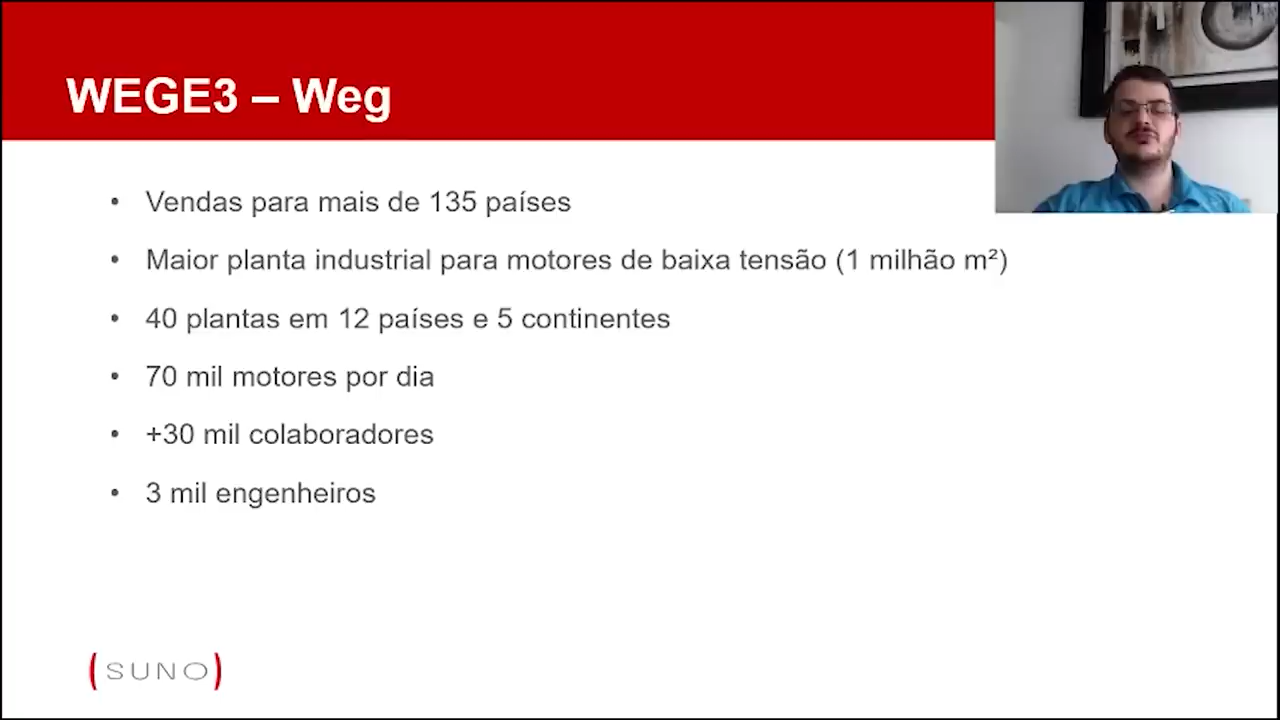 WEGE3 – Weg
• Vendas para mais de 135 países
• Maior planta industrial para motores de baixa tensão (1 milhão m²)
• 40 plantas em 12 países e 5 continentes
• 70 mil motores por dia
• +30 mil colaboradores
• 3 mil engenheiros
(SUNO)